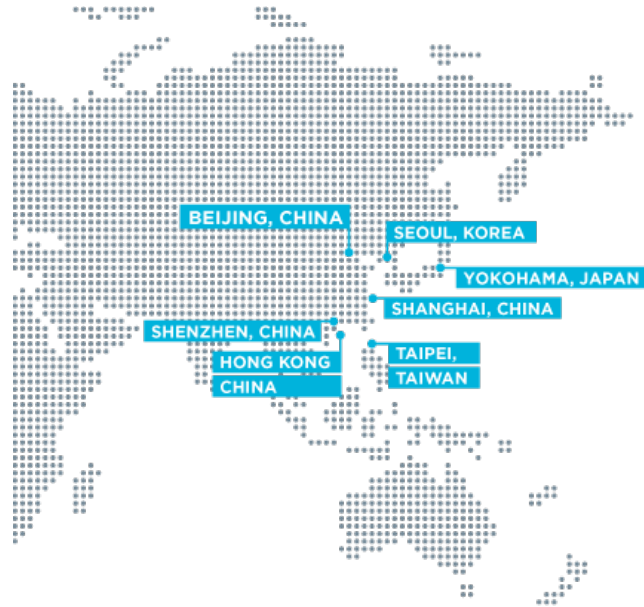 BEIJING, CHINA
SEOUL, KOREA
YOKOHAMA, JAPAN
SHANGHAI, CHINA
SHENZHEN, CHINA
HONG KONG
CHINA
TAIPEI,
TAIWAN